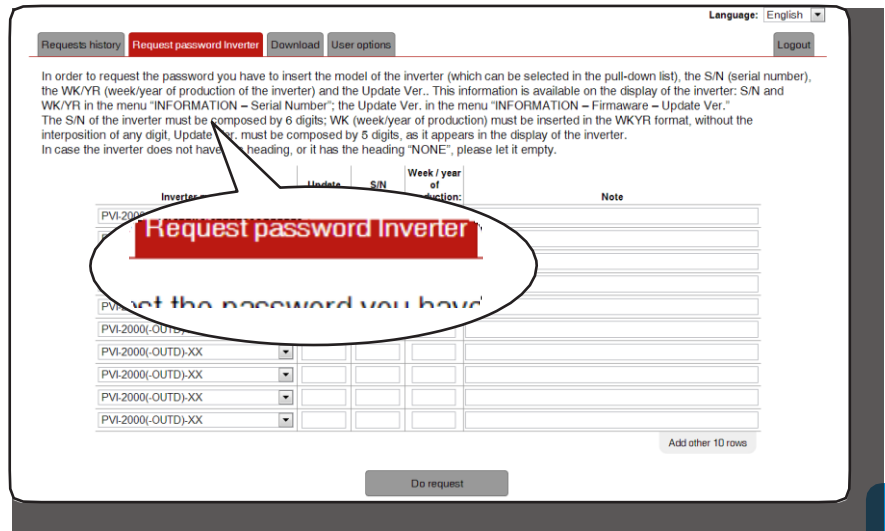 Language: English
Requests history Request password Inverter Download User options Logout
In order to request the password you have to insert the model of the inverter (which can be selected in the pull-down list), the S/N (serial number),
the WK/YR (week/year of production of the inverter) and the Update Ver.. This information is available on the display of the inverter: S/N and
WK/YR in the menu “INFORMATION – Serial Number”; the Update Ver. in the menu “INFORMATION – Firmaware – Update Ver.”
The S/N of the inverter must be composed by 6 digits; WK (week/year of production) must be inserted in the WKYR format, without the
interposition of any digit, Update Ver. must be composed by 5 digits, as it appears in the display of the inverter.
In case the inverter does not have heading, or it has the heading “NONE”, please let it empty.
Week / year
Update S/N of
Inverter Note
Request password Inverter
the password you have
PVI-2000(-OUTD)-XX
PVI-2000(-OUTD)-XX
PVI-2000(-OUTD)-XX
PVI-2000(-OUTD)-XX
PVI-2000(-OUTD)-XX
Add other 10 rows
Do request